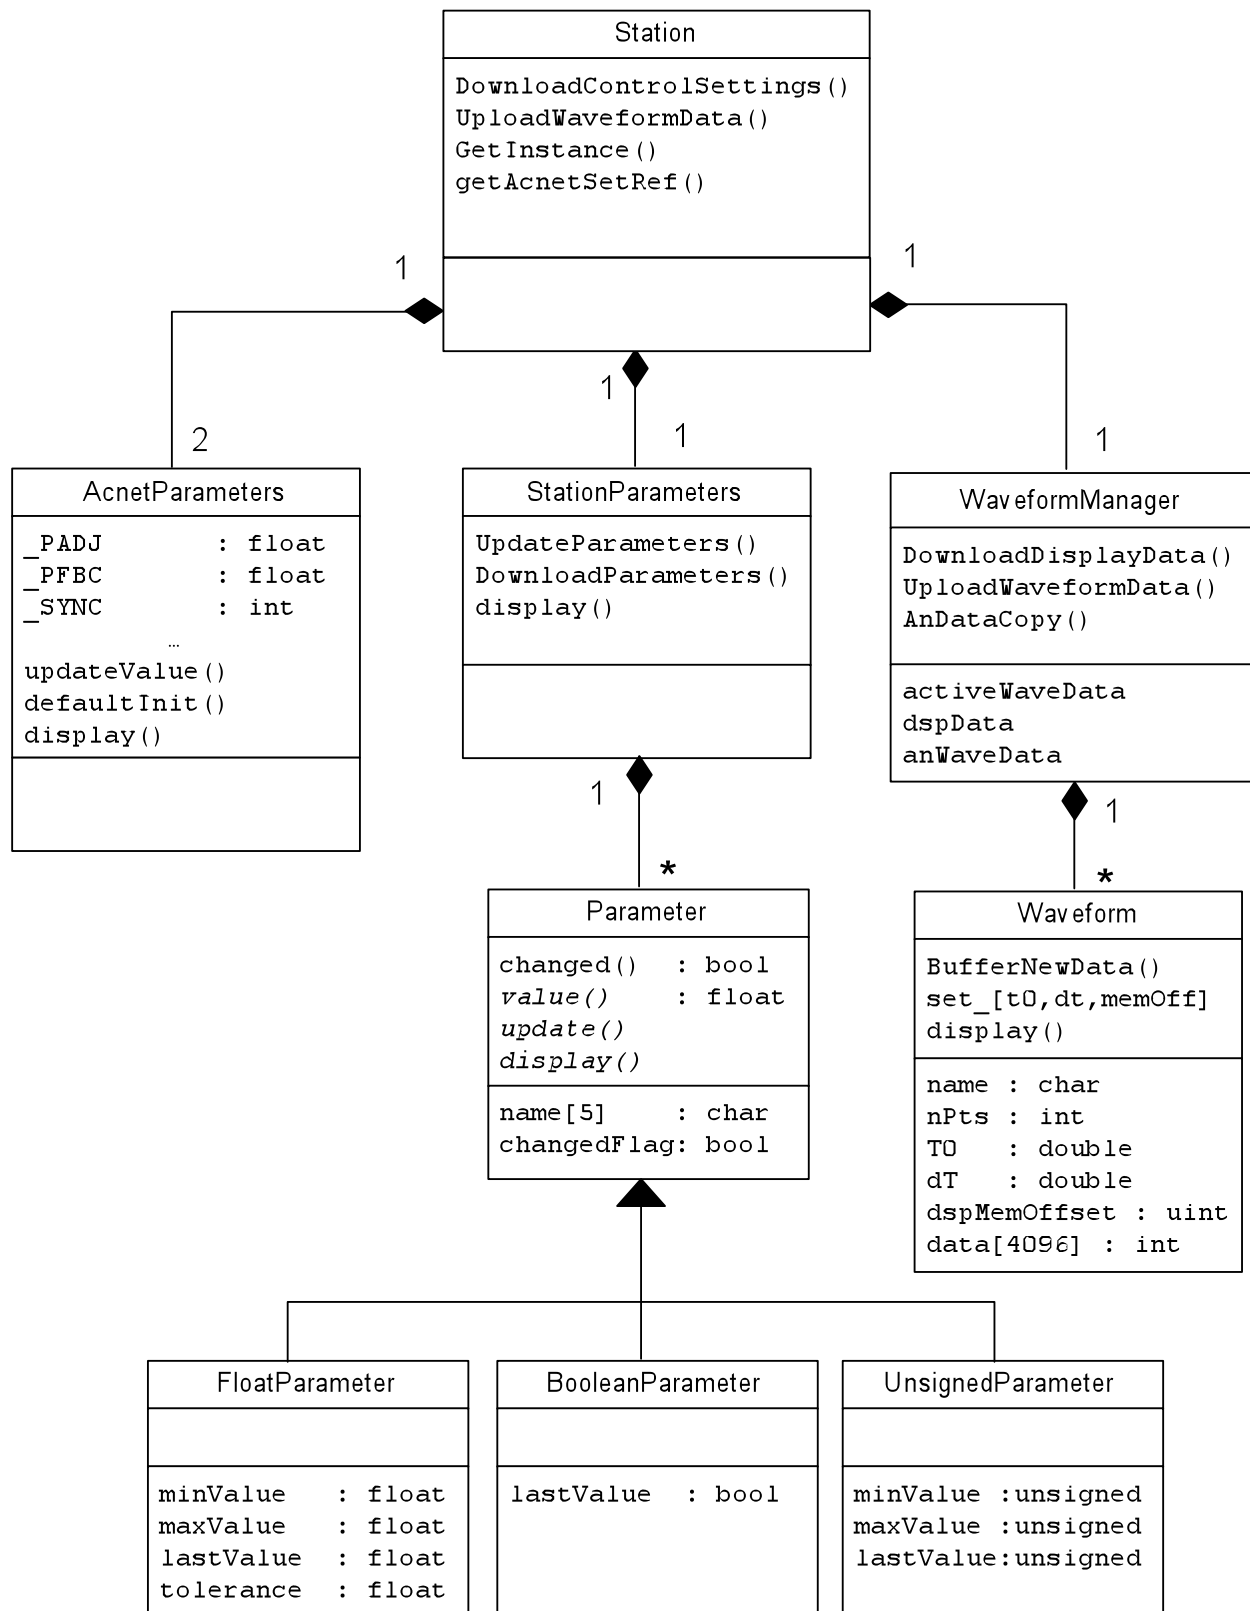 Station
DownloadControlSettings()
UploadWaveformData()
GetInstance()
getAcnetSetRef()
1
1
1
2
1
1
AcnetParameters
_PADJ : float
_PFBC : float
_SYNC : int
...
updateValue()
defaultInit()
display()
StationParameters
UpdateParameters()
DownloadParameters()
display()
WaveformManager
DownloadDisplayData()
UploadWaveformData()
AnDataCopy()
activeWaveData
dspData
anWaveData
1
*
1
*
Parameter
changed() : bool
value() : float
update()
display()
name[5] : char
changedFlag: bool
Waveform
BufferNewData()
set_[t0,dt,memOff]
display()
name : char
nPts : int
T0 : double
dT : double
dspMemOffset : uint
data[4096] : int
FloatParameter
minValue : float
maxValue : float
lastValue : float
tolerance : float
BooleanParameter
lastValue : bool
UnsignedParameter
minValue :unsigned
maxValue :unsigned
lastValue:unsigned